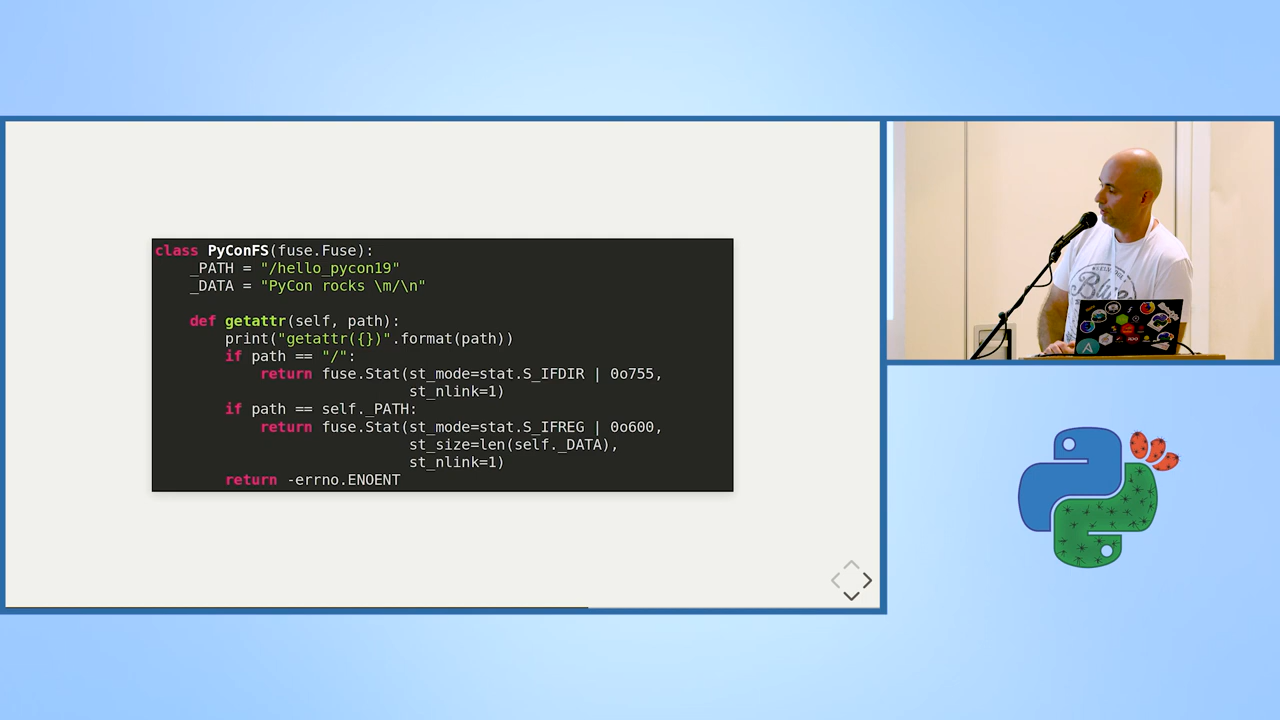 class PyConFS(fuse.Fuse):
    _PATH = "/hello_pycon19"
    _DATA = "PyCon rocks \m/\n"

    def getattr(self, path):
        print("getattr({})".format(path))
        if path == "/":
            return fuse.Stat(st_mode=stat.S_IFDIR | 0o755,
                             st_nlink=1)
        if path == self._PATH:
            return fuse.Stat(st_mode=stat.S_IFREG | 0o600,
                             st_size=len(self._DATA),
                             st_nlink=1)
        return -errno.ENOENT